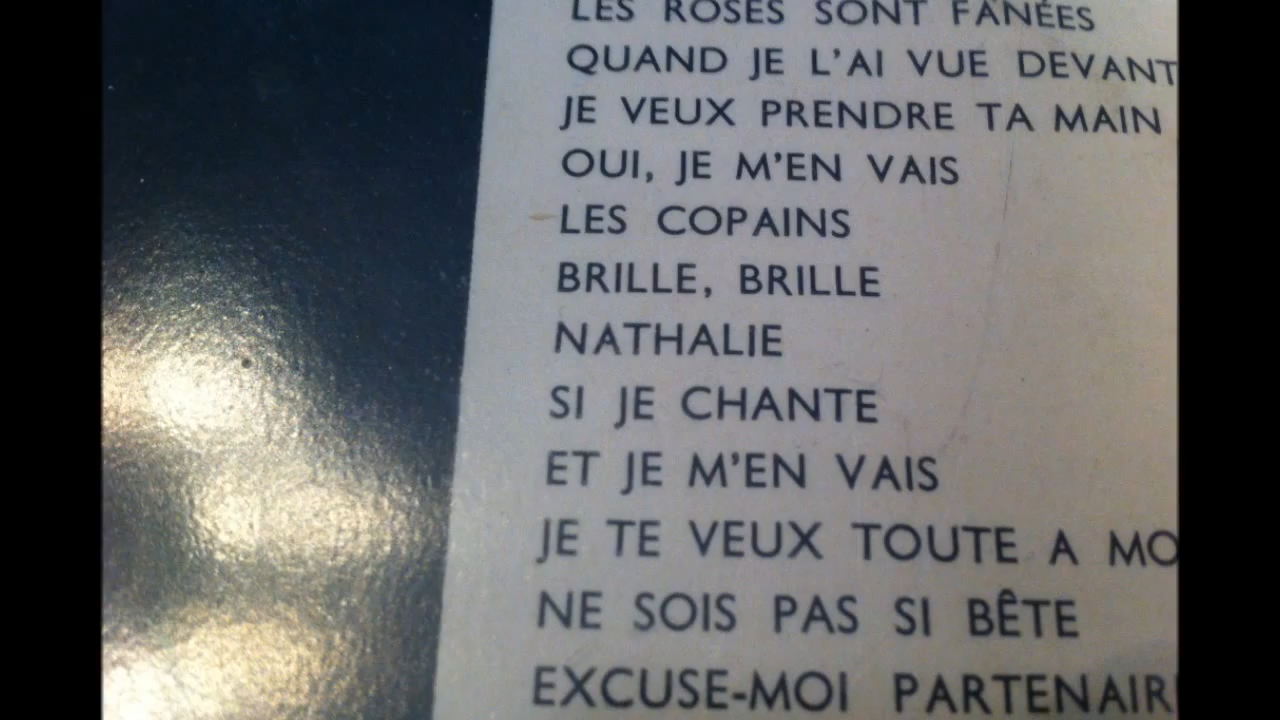 LES ROSES SONT FANÉES
QUAND JE L'AI VUE DEVANT
JE VEUX PRENDRE TA MAIN
OUI, JE M'EN VAIS
LES COPAINS
BRILLE, BRILLE
NATHALIE
SI JE CHANTE
ET JE M'EN VAIS
JE TE VEUX TOUTE A MO
NE SOIS PAS SI BÊTE
EXCUSE-MOI PARTENAIR